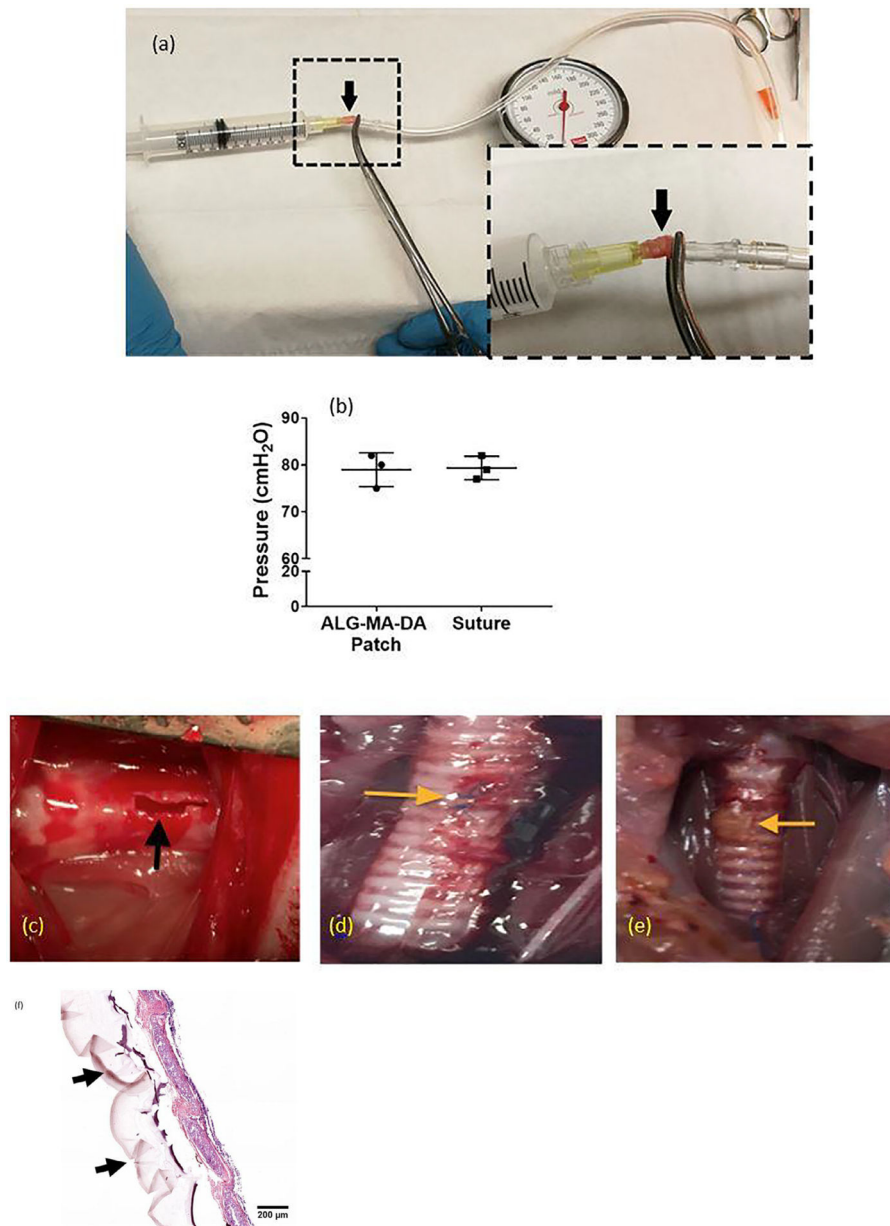 (a)
(b)
Pressure (cmH₂O)
90
80
70
60
20
0
ALG-MA-DA
Patch
Suture
(c)
(d)
(e)
(f)
200 µm